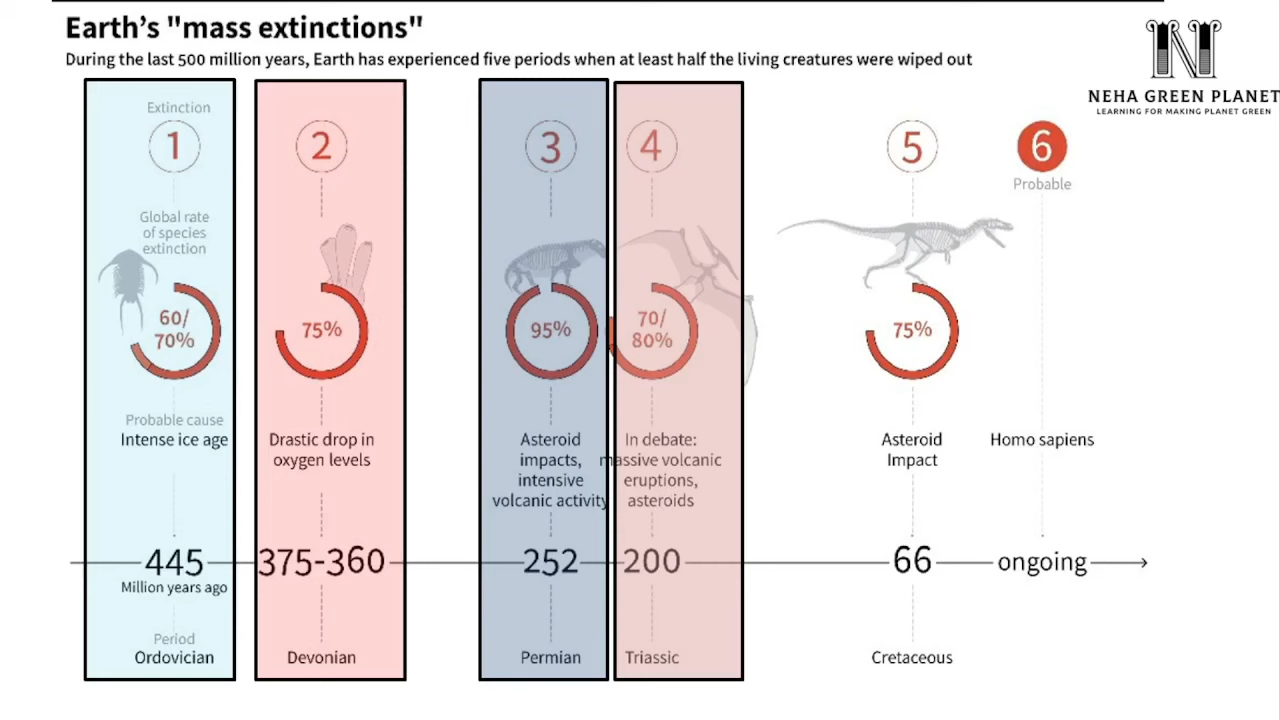 Earth's "mass extinctions"
During the last 500 million years, Earth has experienced five periods when at least half the living creatures were wiped out
N
NEHA GREEN PLANET
LEARNING FOR MAKING PLANET GREEN
Extinction
1
Global rate
of species
extinction
60/
70%
Probable cause
Intense ice age
445
Million years ago
Period
Ordovician
2
75%
Drastic drop in
oxygen levels
375-360
Devonian
3
95%
Asteroid
impacts,
intensive
volcanic activity
252
Permian
4
70/
80%
In debate:
massive volcanic
eruptions,
asteroids
200
Triassic
5
75%
Asteroid
Impact
66
Cretaceous
6
Probable
Homo sapiens
ongoing